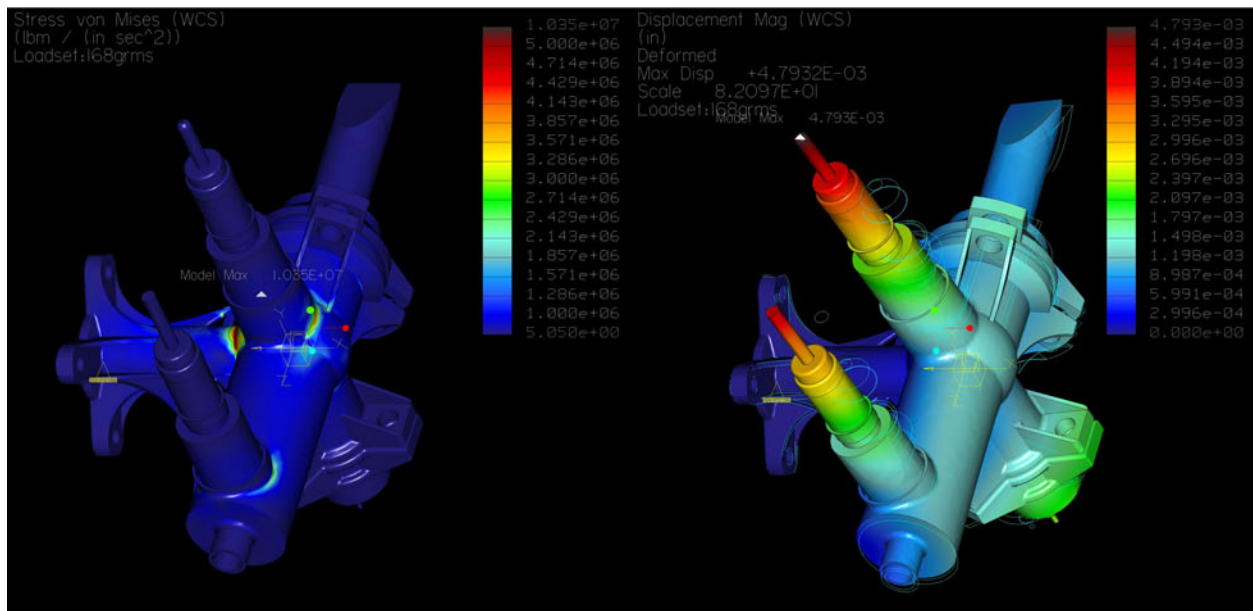 Stress von Mises (WCS)
(lbm / (in sec^2))
Loadset:168grms
1.035e+07
5.000e+06
4.714e+06
4.429e+06
4.143e+06
3.857e+06
3.571e+06
3.286e+06
3.000e+06
2.714e+06
2.429e+06
2.143e+06
1.571e+06
1.286e+06
1.000e+06
5.050e+00
Model Max 1.035E+07
Y
X
Z
Displacement Mag (WCS)
(in)
Deformed
Max Disp +4.7932E-03
Scale 8.2097E+01
Loadset:168grms
Model Max 4.793E-03
4.793e-03
4.494e-03
3.894e-03
3.595e-03
3.295e-03
2.996e-03
2.696e-03
2.397e-03
2.097e-03
1.797e-03
1.498e-03
1.198e-03
8.987e-04
5.991e-04
2.996e-04
0.000e+00